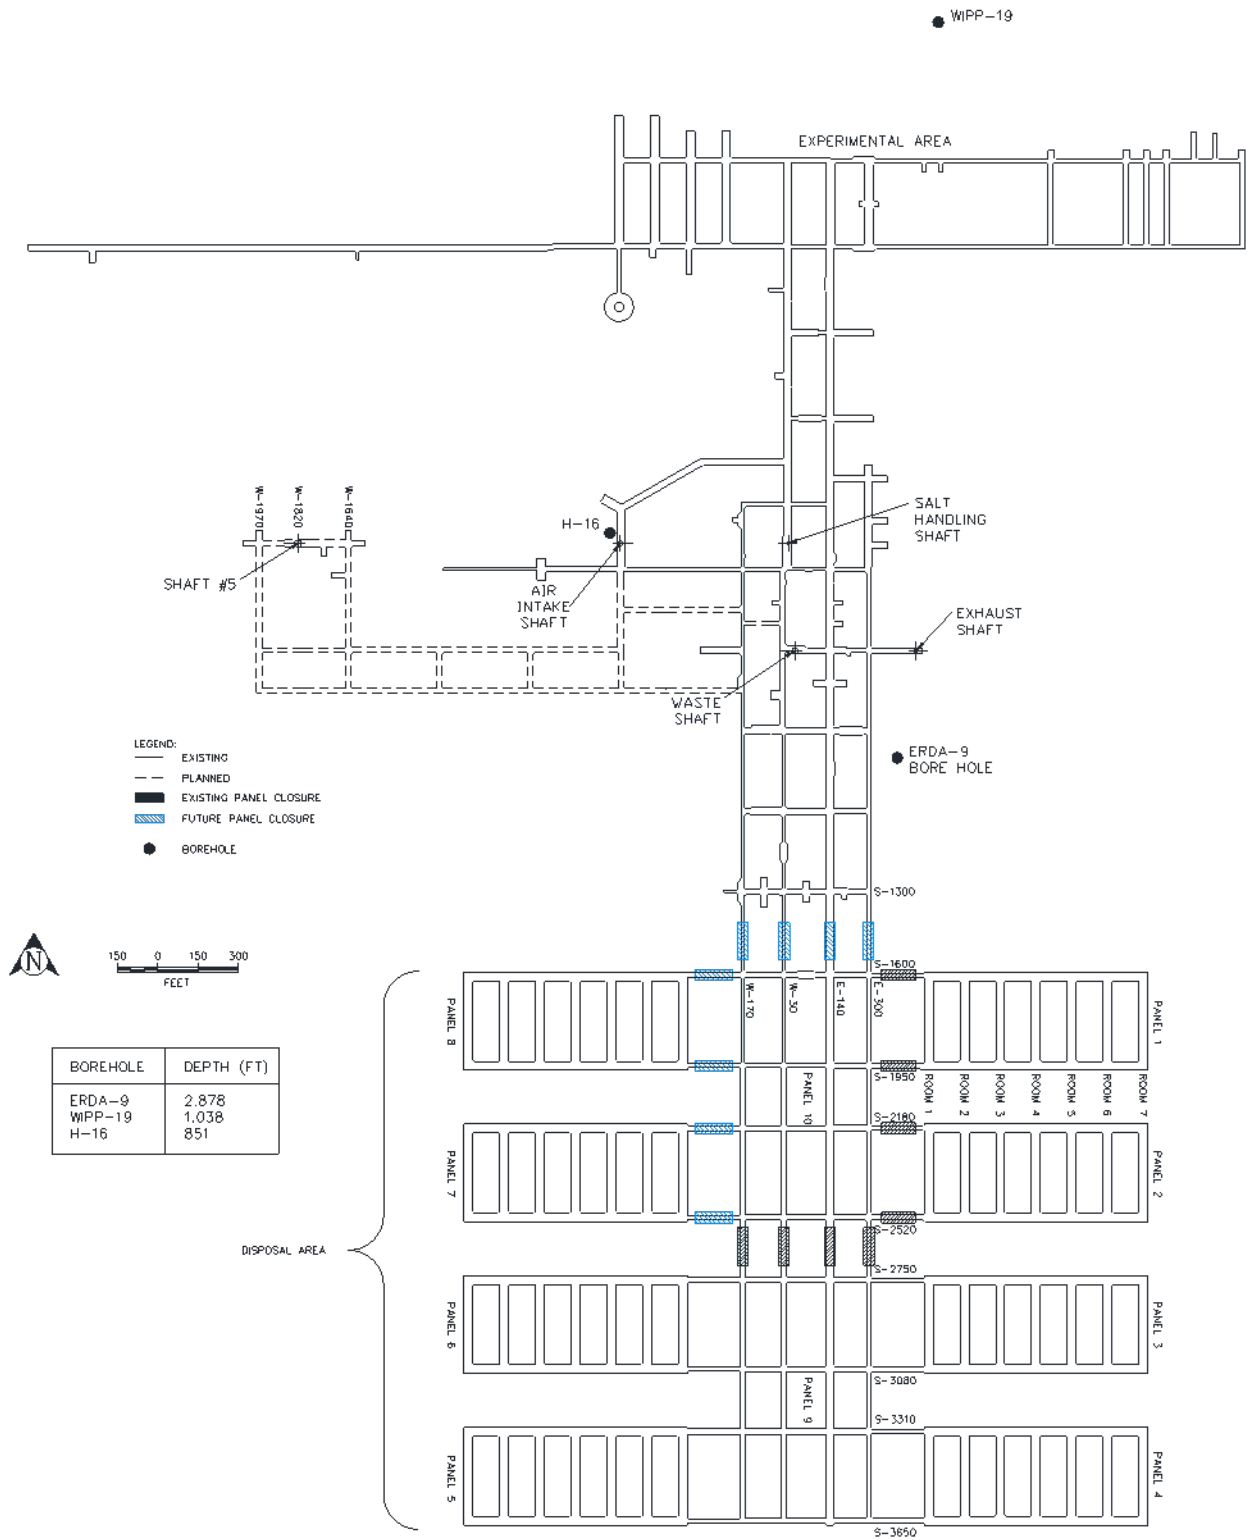 WIPP-19
EXPERIMENTAL AREA
W-1970
W-1820
W-1640
H-16
SALT
HANDLING
SHAFT
SHAFT #5
AIR
INTAKE
SHAFT
EXHAUST
SHAFT
WASTE
SHAFT
ERDA-9
BORE HOLE
LEGEND:
EXISTING
PLANNED
EXISTING PANEL CLOSURE
FUTURE PANEL CLOSURE
BOREHOLE
S-1300
N
150 0 150 300
FEET
S-1600
W-170
W-30
E-140
E-300
PANEL 8
PANEL 1
S-1950
PANEL 10
ROOM 1
ROOM 2
ROOM 3
ROOM 4
ROOM 5
ROOM 6
ROOM 7
BOREHOLE DEPTH (FT)
ERDA-9 2,878
WIPP-19 1,038
H-16 851
S-2180
PANEL 7
PANEL 2
S-2520
DISPOSAL AREA
S-2750
PANEL 6
PANEL 3
S-3080
PANEL 9
S-3310
PANEL 5
PANEL 4
S-3650